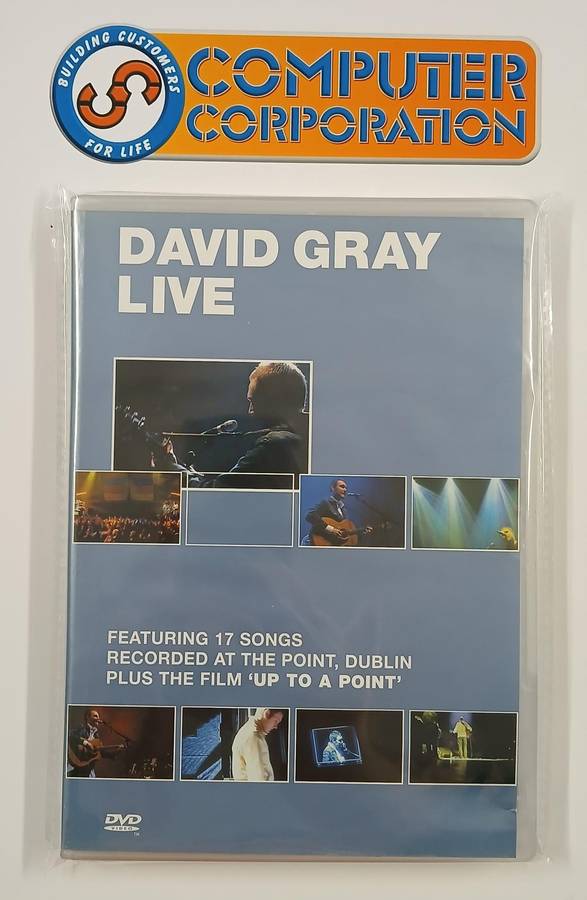 BUILDING CUSTOMERS
FOR LIFE
COMPUTER
CORPORATION
DAVID GRAY
LIVE
FEATURING 17 SONGS
RECORDED AT THE POINT, DUBLIN
PLUS THE FILM ‘UP TO A POINT’
DVD
VIDEO
TM